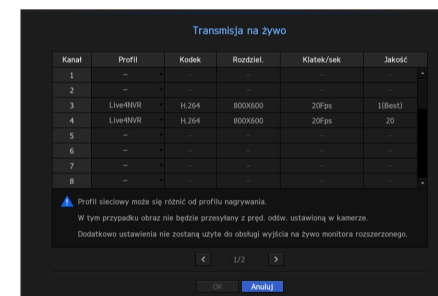 Transmisja na żywo
Kanał Profil Kodek Rozdziel. Klatek/sek Jakość
1 – – – – –
2 – – – – –
3 Live4NVR H.264 800X600 20Fps 1(Best)
4 Live4NVR H.264 800X600 20Fps 20
5 – – – – –
6 – – – – –
7 – – – – –
8 – – – – –
Profil sieciowy może się różnić od profilu nagrywania.
W tym przypadku obraz nie będzie przesyłany z pręd. odśw. ustawioną w kamerze.
Dodatkowo ustawienia nie zostaną użyte do obsługi wyjścia na żywo monitora rozszerzonego.
< 1/2 >
OK Anuluj